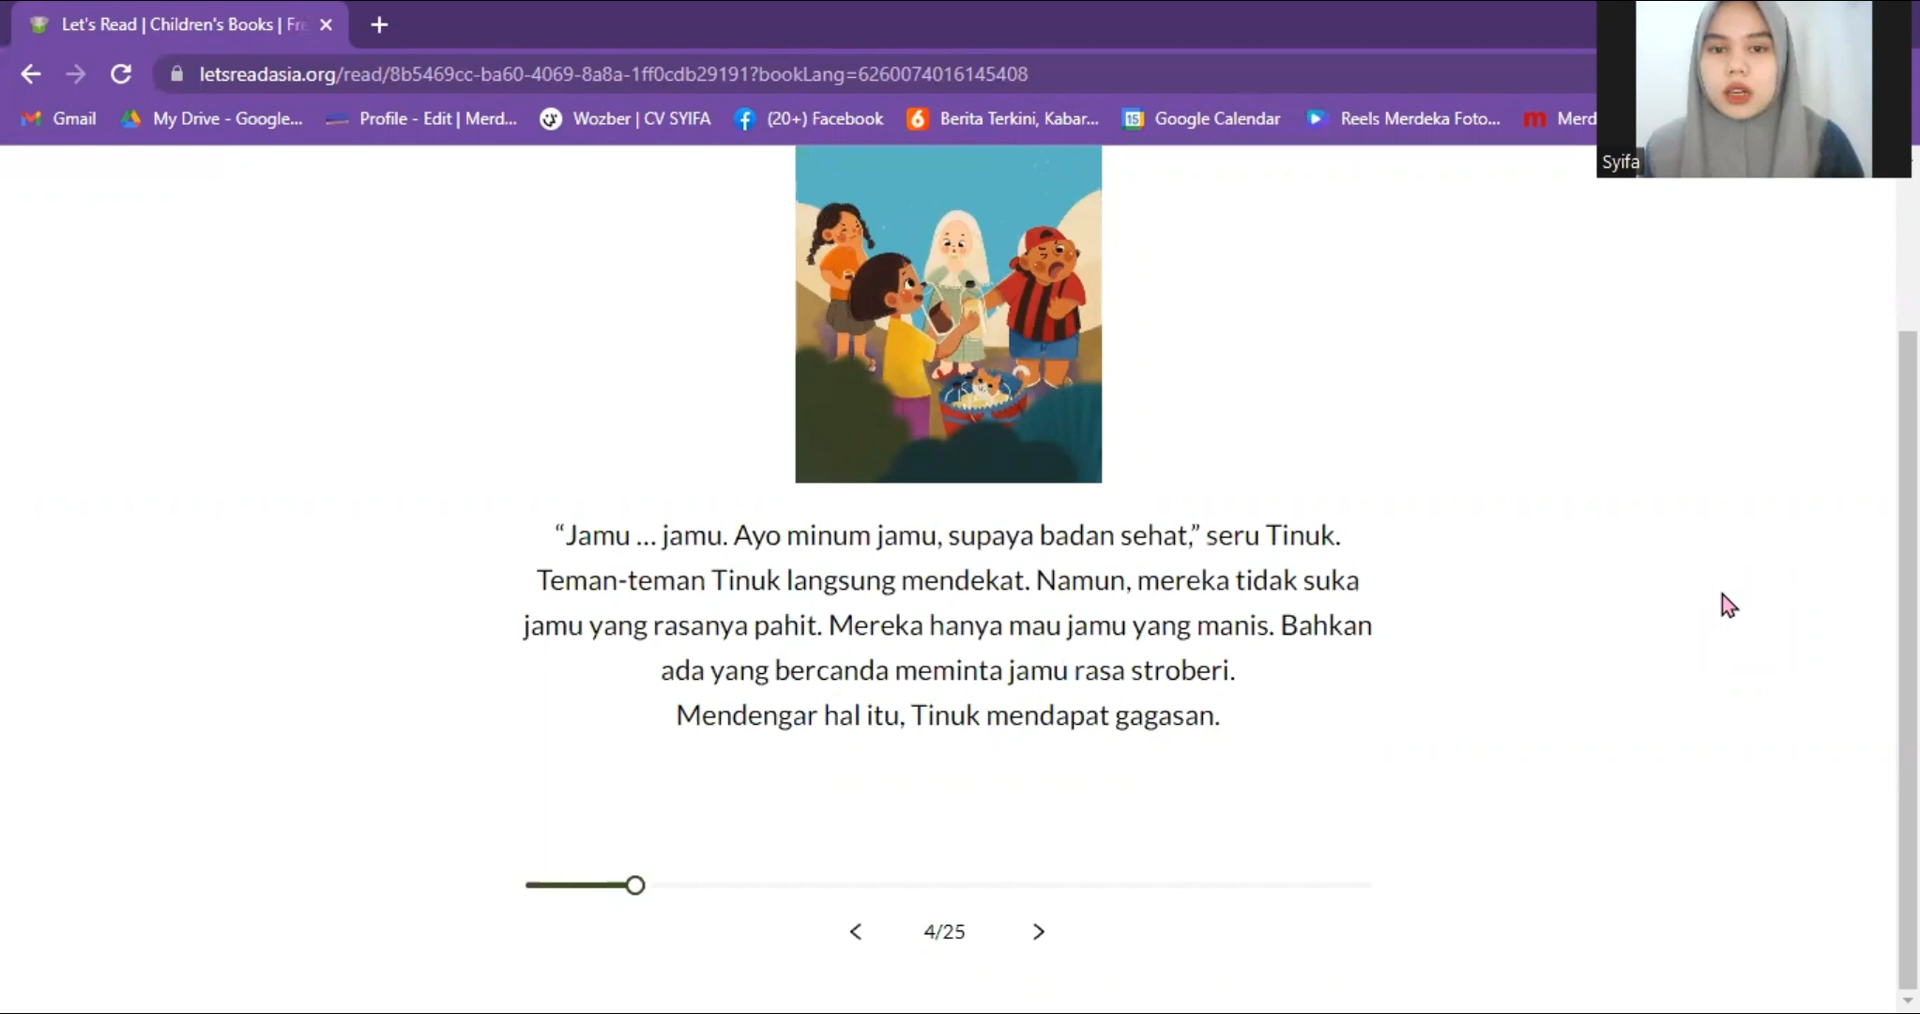 Let's Read | Children's Books | Fre
letsreadasia.org/read/8b5469cc-ba60-4069-8a8a-1ff0cdb29191?bookLang=6260074016145408
Gmail My Drive - Google... Profile - Edit | Merd... Wozber | CV SYIFA (20+) Facebook Berita Terkini, Kabar... 15 Google Calendar Reels Merdeka Foto... Merd
Syifa
“Jamu ... jamu. Ayo minum jamu, supaya badan sehat,” seru Tinuk.
Teman-teman Tinuk langsung mendekat. Namun, mereka tidak suka
jamu yang rasanya pahit. Mereka hanya mau jamu yang manis. Bahkan
ada yang bercanda meminta jamu rasa stroberi.
Mendengar hal itu, Tinuk mendapat gagasan.
4/25